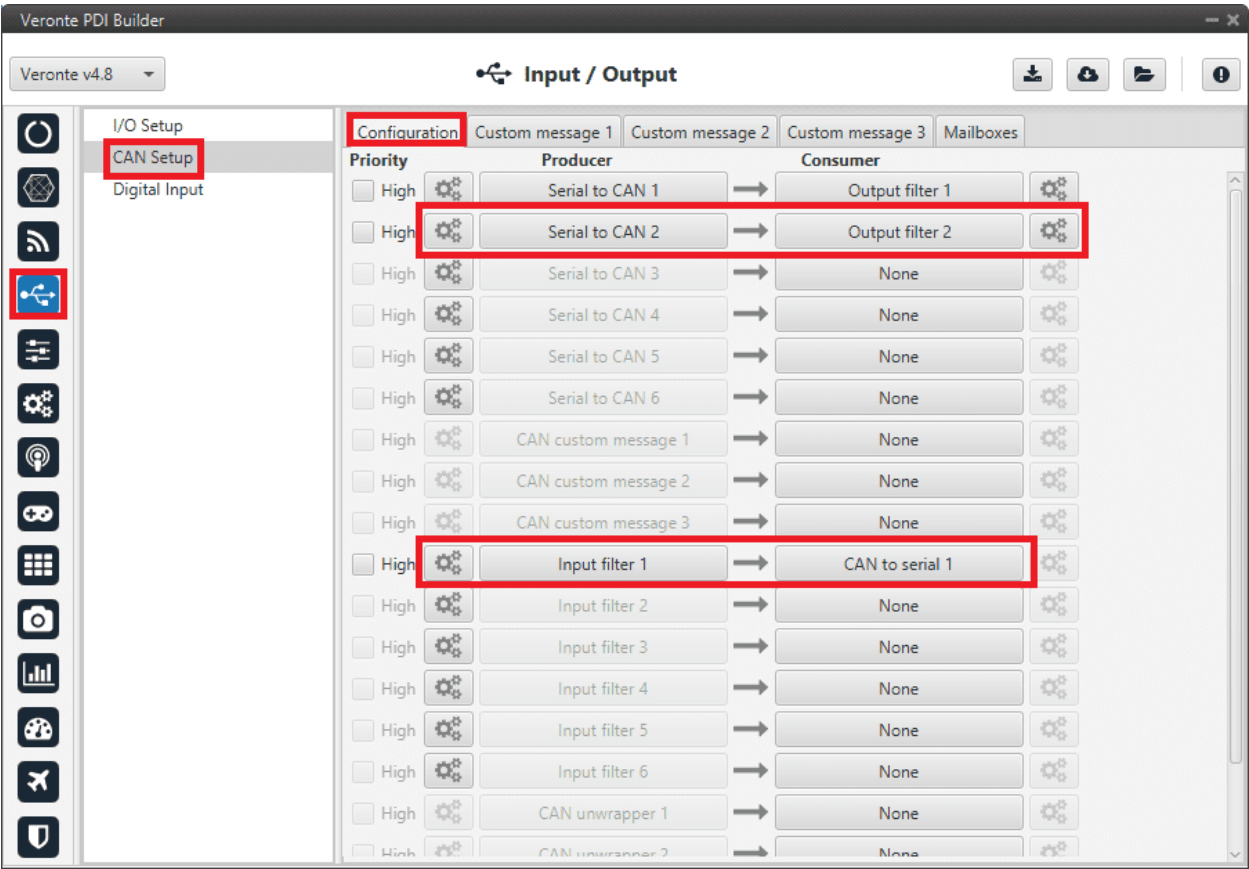 Veronte PDI Builder
Veronte v4.8
Input / Output
I/O Setup
CAN Setup
Digital Input
Configuration Custom message 1 Custom message 2 Custom message 3 Mailboxes
Priority Producer Consumer
High Serial to CAN 1 Output filter 1
High Serial to CAN 2 Output filter 2
High Serial to CAN 3 None
High Serial to CAN 4 None
High Serial to CAN 5 None
High Serial to CAN 6 None
High CAN custom message 1 None
High CAN custom message 2 None
High CAN custom message 3 None
High Input filter 1 CAN to serial 1
High Input filter 2 None
High Input filter 3 None
High Input filter 4 None
High Input filter 5 None
High Input filter 6 None
High CAN unwrapper 1 None
High CAN unwrapper 2 None